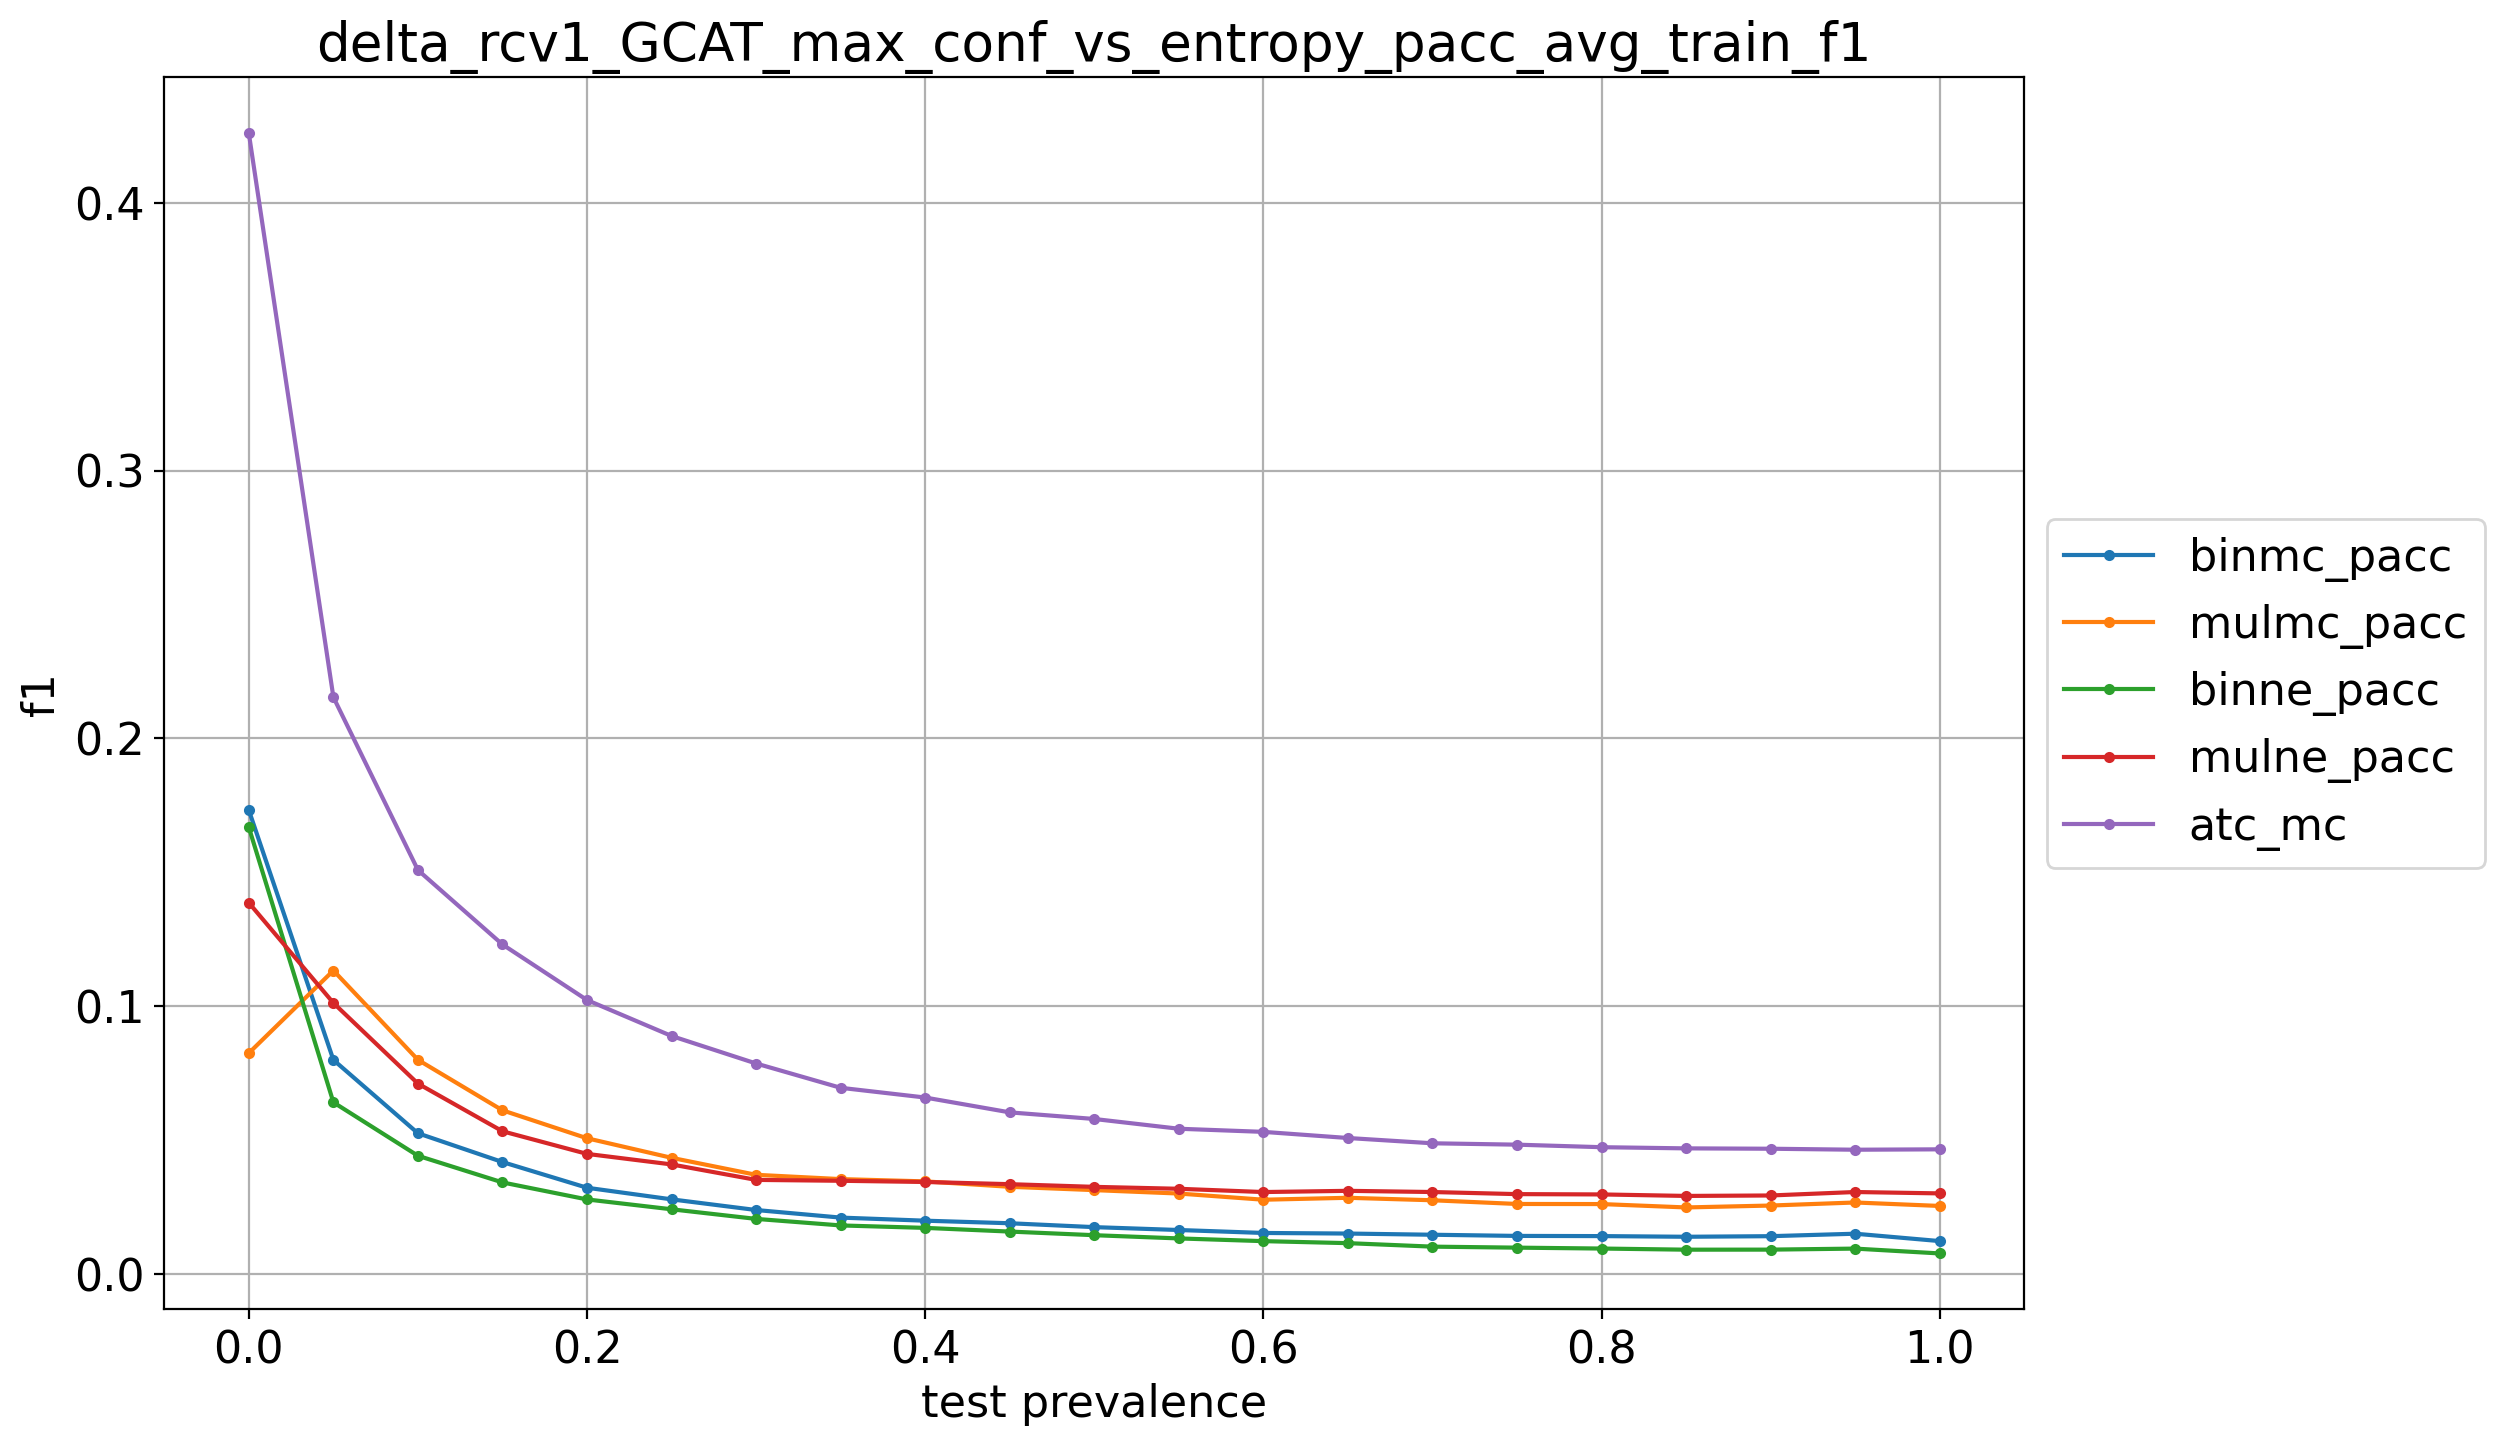 delta_rcv1_GCAT_max_conf_vs_entropy_pacc_avg_train_f1
f1
0.4
0.3
0.2
0.1
0.0
0.0 0.2 0.4 0.6 0.8 1.0
test prevalence
binmc_pacc
mulmc_pacc
binne_pacc
mulne_pacc
atc_mc